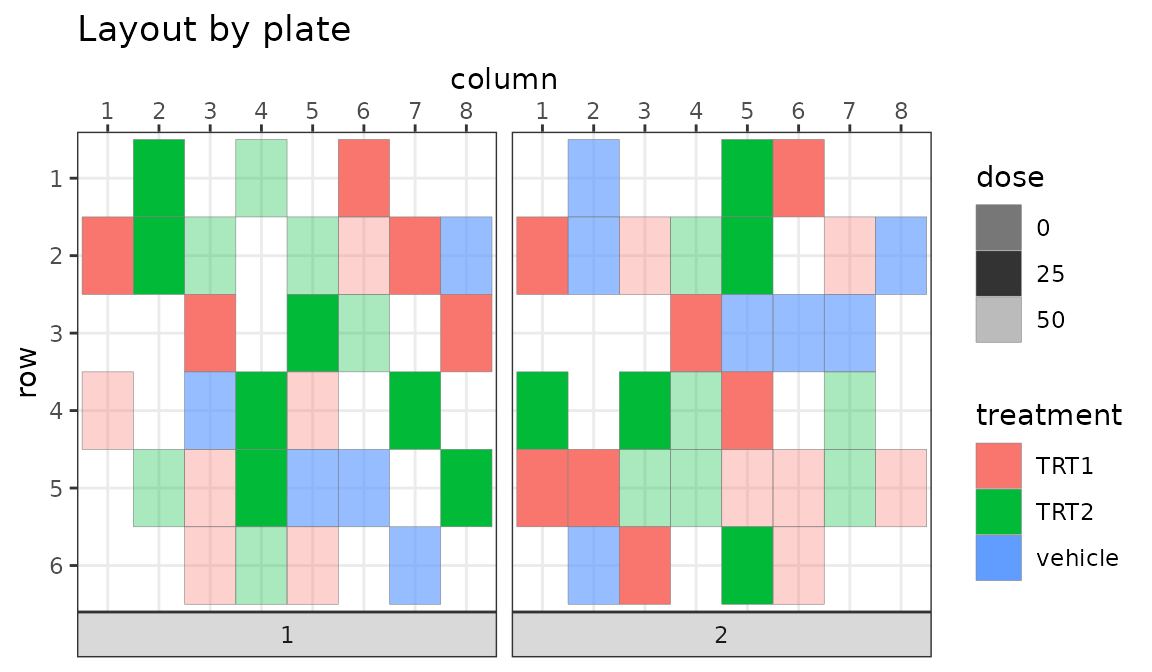 Layout by plate
column
1 2 3 4 5 6 7 8 1 2 3 4 5 6 7 8
row
1
2
3
4
5
6
1 2
dose
0
25
50
treatment
TRT1
TRT2
vehicle